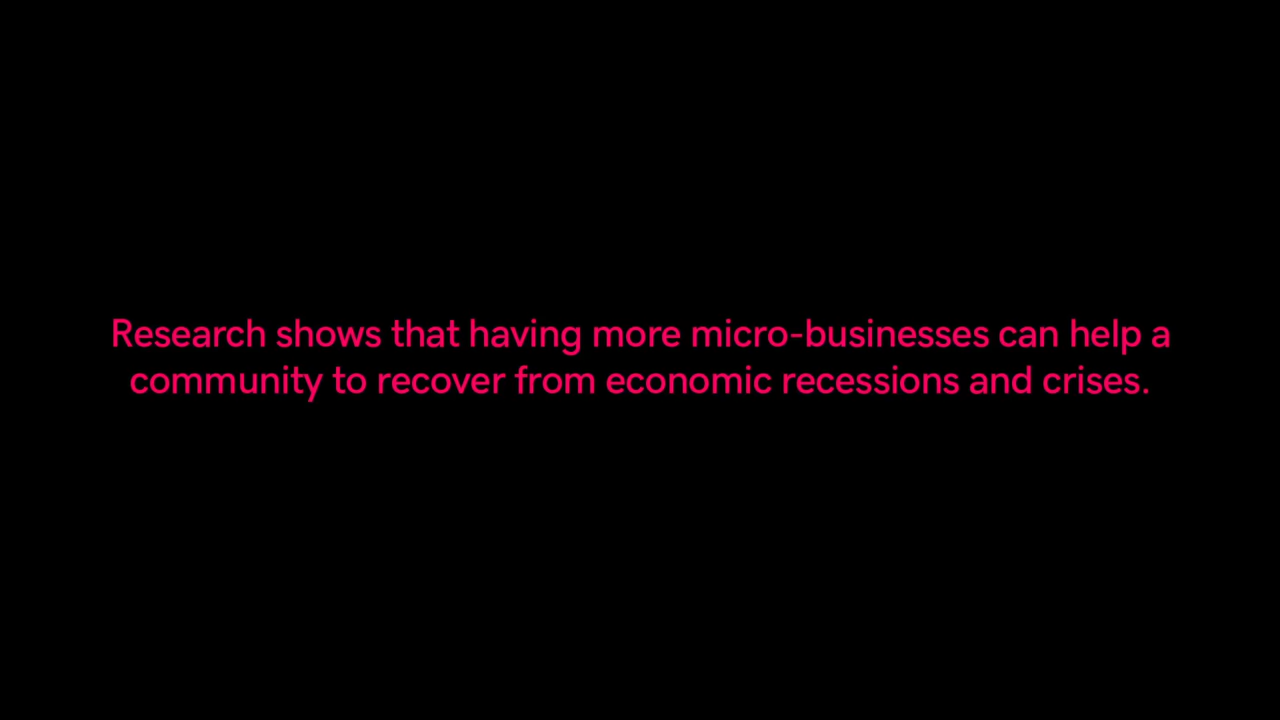 Research shows that having more micro-businesses can help a
community to recover from economic recessions and crises.